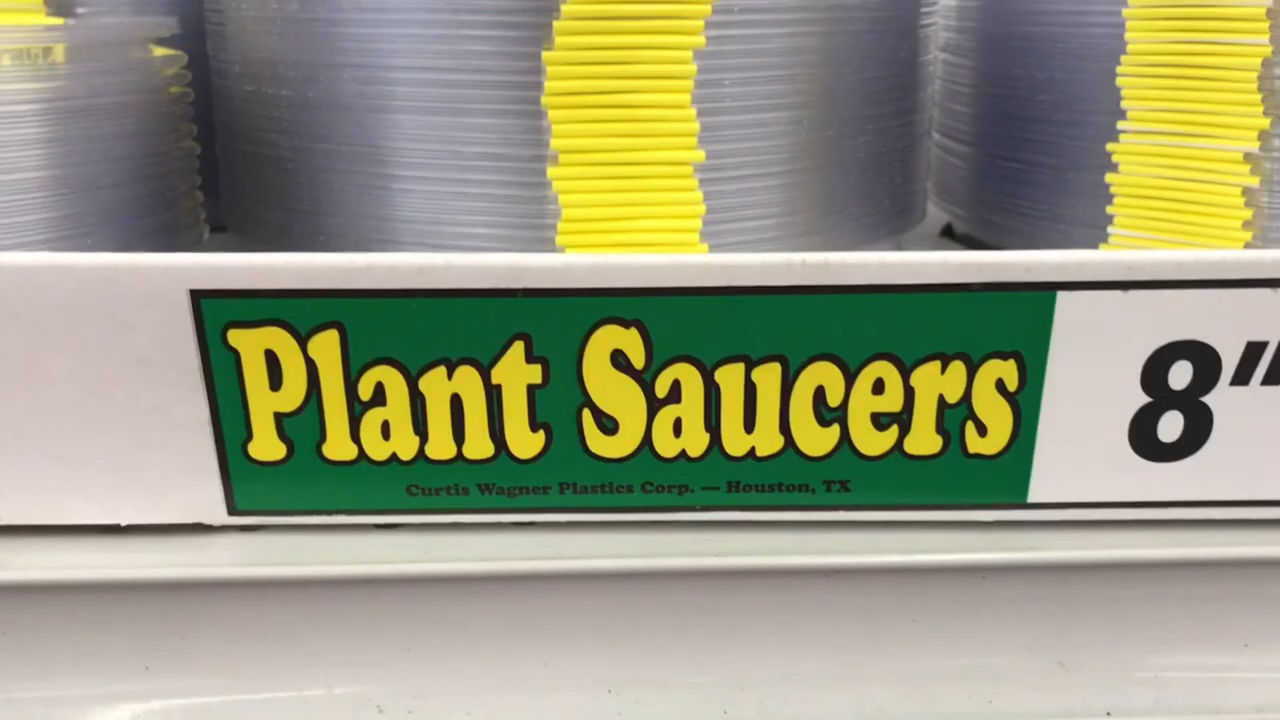 Plant Saucers
8"
Curtis Wagner Plastics Corp. — Houston, TX